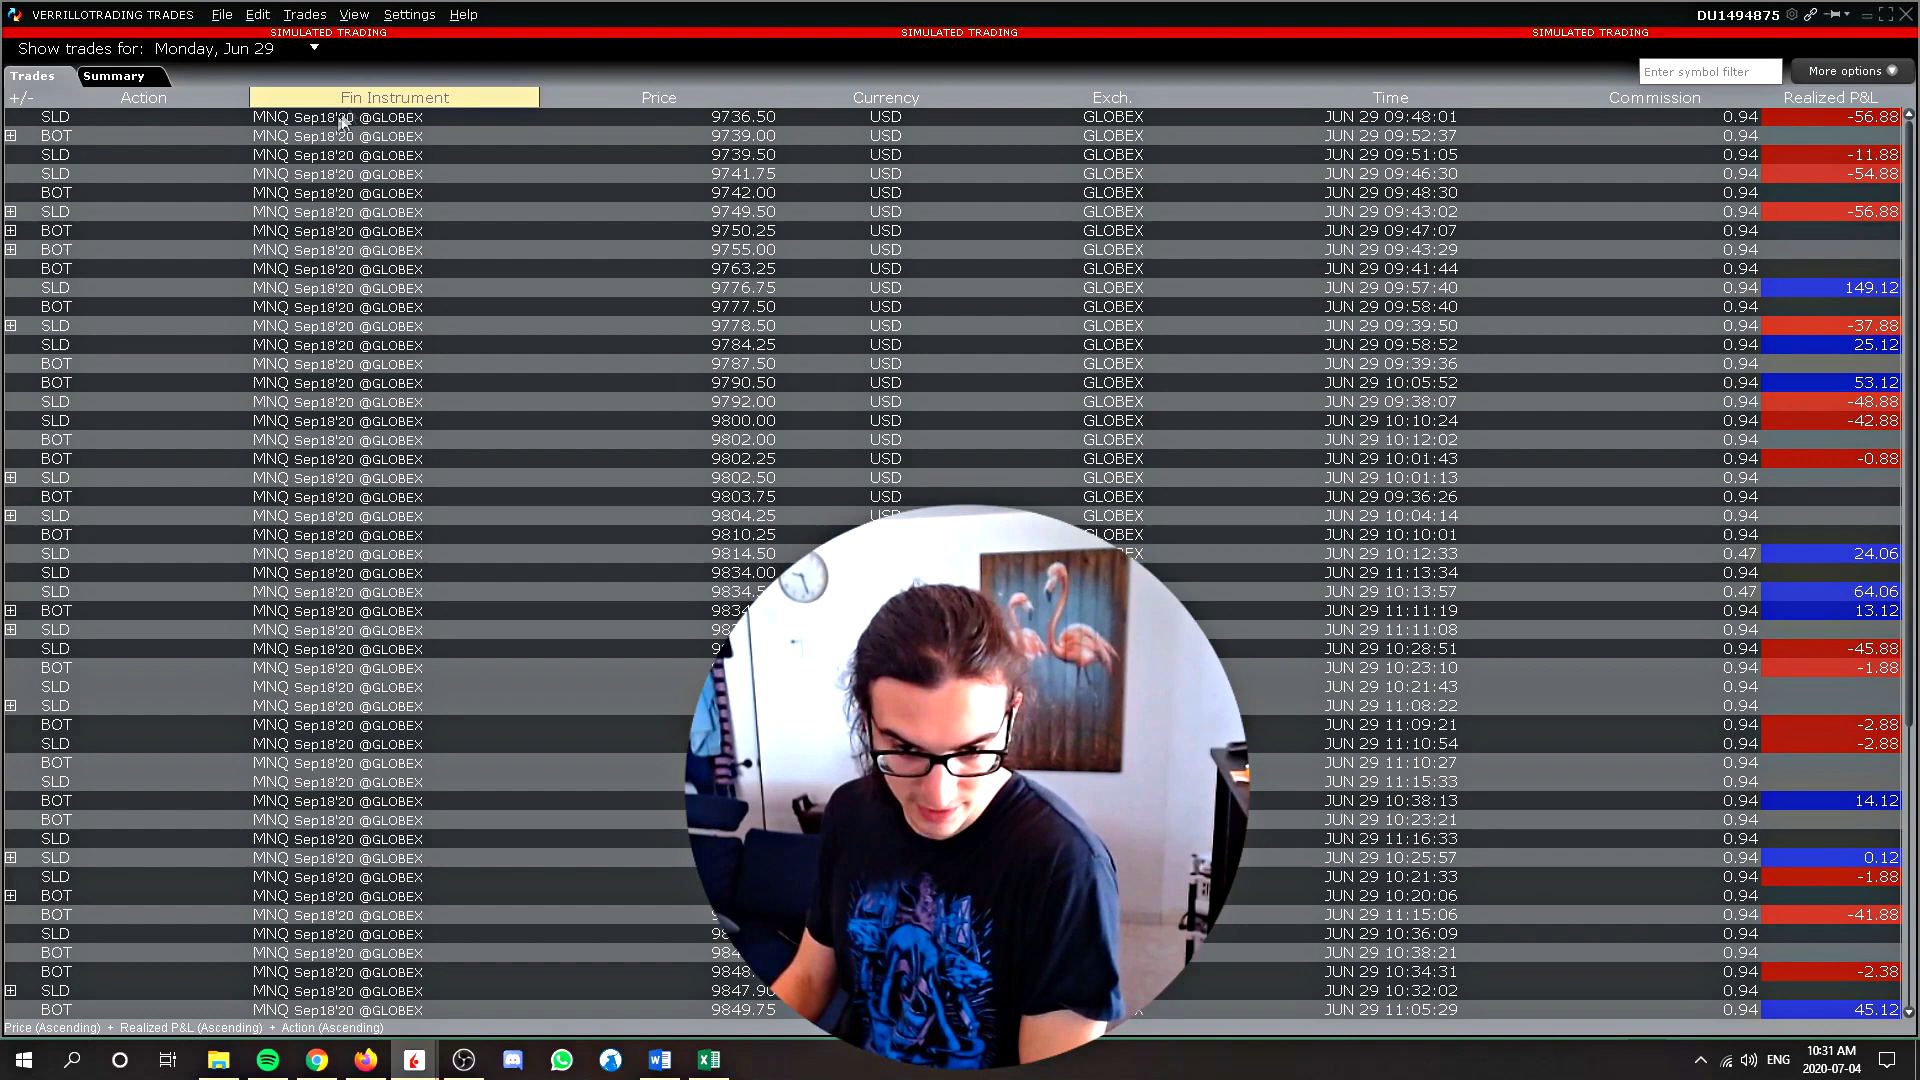 VERRILLOTRADING TRADES File Edit Trades View Settings Help DU1494875
SIMULATED TRADING SIMULATED TRADING SIMULATED TRADING
Show trades for: Monday, Jun 29
Trades Summary Enter symbol filter More options
+/- Action Fin Instrument Price Currency Exch. Time Commission Realized P&L
SLD MNQ Sep18'20 @GLOBEX 9736.50 USD GLOBEX JUN 29 09:48:01 0.94 -56.88
BOT MNQ Sep18'20 @GLOBEX 9739.00 USD GLOBEX JUN 29 09:52:37 0.94
SLD MNQ Sep18'20 @GLOBEX 9739.50 USD GLOBEX JUN 29 09:51:05 0.94 -11.88
SLD MNQ Sep18'20 @GLOBEX 9741.75 USD GLOBEX JUN 29 09:46:30 0.94 -54.88
BOT MNQ Sep18'20 @GLOBEX 9742.00 USD GLOBEX JUN 29 09:48:30 0.94
SLD MNQ Sep18'20 @GLOBEX 9749.50 USD GLOBEX JUN 29 09:43:02 0.94 -56.88
BOT MNQ Sep18'20 @GLOBEX 9750.25 USD GLOBEX JUN 29 09:47:07 0.94
BOT MNQ Sep18'20 @GLOBEX 9755.00 USD GLOBEX JUN 29 09:43:29 0.94
BOT MNQ Sep18'20 @GLOBEX 9763.25 USD GLOBEX JUN 29 09:41:44 0.94
SLD MNQ Sep18'20 @GLOBEX 9776.75 USD GLOBEX JUN 29 09:57:40 0.94 149.12
BOT MNQ Sep18'20 @GLOBEX 9777.50 USD GLOBEX JUN 29 09:58:40 0.94
SLD MNQ Sep18'20 @GLOBEX 9778.50 USD GLOBEX JUN 29 09:39:50 0.94 -37.88
SLD MNQ Sep18'20 @GLOBEX 9784.25 USD GLOBEX JUN 29 09:58:52 0.94 25.12
BOT MNQ Sep18'20 @GLOBEX 9787.50 USD GLOBEX JUN 29 09:39:36 0.94
BOT MNQ Sep18'20 @GLOBEX 9790.50 USD GLOBEX JUN 29 10:05:52 0.94 53.12
SLD MNQ Sep18'20 @GLOBEX 9792.00 USD GLOBEX JUN 29 09:38:07 0.94 -48.88
SLD MNQ Sep18'20 @GLOBEX 9800.00 USD GLOBEX JUN 29 10:10:24 0.94 -42.88
BOT MNQ Sep18'20 @GLOBEX 9802.00 USD GLOBEX JUN 29 10:12:02 0.94
BOT MNQ Sep18'20 @GLOBEX 9802.25 USD GLOBEX JUN 29 10:01:43 0.94 -0.88
SLD MNQ Sep18'20 @GLOBEX 9802.50 USD GLOBEX JUN 29 10:01:13 0.94
BOT MNQ Sep18'20 @GLOBEX 9803.75 USD GLOBEX JUN 29 09:36:26 0.94
SLD MNQ Sep18'20 @GLOBEX 9804.25 GLOBEX JUN 29 10:04:14 0.94
BOT MNQ Sep18'20 @GLOBEX 9810.25 JUN 29 10:10:01 0.94
SLD MNQ Sep18'20 @GLOBEX 9814.50 JUN 29 10:12:33 0.47 24.06
SLD MNQ Sep18'20 @GLOBEX 9834.00 JUN 29 11:13:34 0.94
SLD MNQ Sep18'20 @GLOBEX JUN 29 10:13:57 0.47 64.06
BOT MNQ Sep18'20 @GLOBEX JUN 29 11:11:19 0.94 13.12
SLD MNQ Sep18'20 @GLOBEX JUN 29 11:11:08 0.94
SLD MNQ Sep18'20 @GLOBEX JUN 29 10:28:51 0.94 -45.88
BOT MNQ Sep18'20 @GLOBEX JUN 29 10:23:10 0.94 -1.88
SLD MNQ Sep18'20 @GLOBEX JUN 29 10:21:43 0.94
SLD MNQ Sep18'20 @GLOBEX JUN 29 11:08:22 0.94
BOT MNQ Sep18'20 @GLOBEX JUN 29 11:09:21 0.94 -2.88
SLD MNQ Sep18'20 @GLOBEX JUN 29 11:10:54 0.94 -2.88
BOT MNQ Sep18'20 @GLOBEX JUN 29 11:10:27 0.94
SLD MNQ Sep18'20 @GLOBEX JUN 29 11:15:33 0.94
BOT MNQ Sep18'20 @GLOBEX JUN 29 10:38:13 0.94 14.12
BOT MNQ Sep18'20 @GLOBEX JUN 29 10:23:21 0.94
SLD MNQ Sep18'20 @GLOBEX JUN 29 11:16:33 0.94
SLD MNQ Sep18'20 @GLOBEX JUN 29 10:25:57 0.94 0.12
SLD MNQ Sep18'20 @GLOBEX JUN 29 10:21:33 0.94 -1.88
BOT MNQ Sep18'20 @GLOBEX JUN 29 10:20:06 0.94
BOT MNQ Sep18'20 @GLOBEX JUN 29 11:15:06 0.94 -41.88
SLD MNQ Sep18'20 @GLOBEX JUN 29 10:36:09 0.94
BOT MNQ Sep18'20 @GLOBEX JUN 29 10:38:21 0.94
BOT MNQ Sep18'20 @GLOBEX JUN 29 10:34:31 0.94 -2.38
SLD MNQ Sep18'20 @GLOBEX 9847.90 JUN 29 10:32:02 0.94
BOT MNQ Sep18'20 @GLOBEX 9849.75 JUN 29 11:05:29 0.94 45.12
Price (Ascending) + Realized P&L (Ascending) + Action (Ascending)
ENG 10:31 AM
2020-07-04